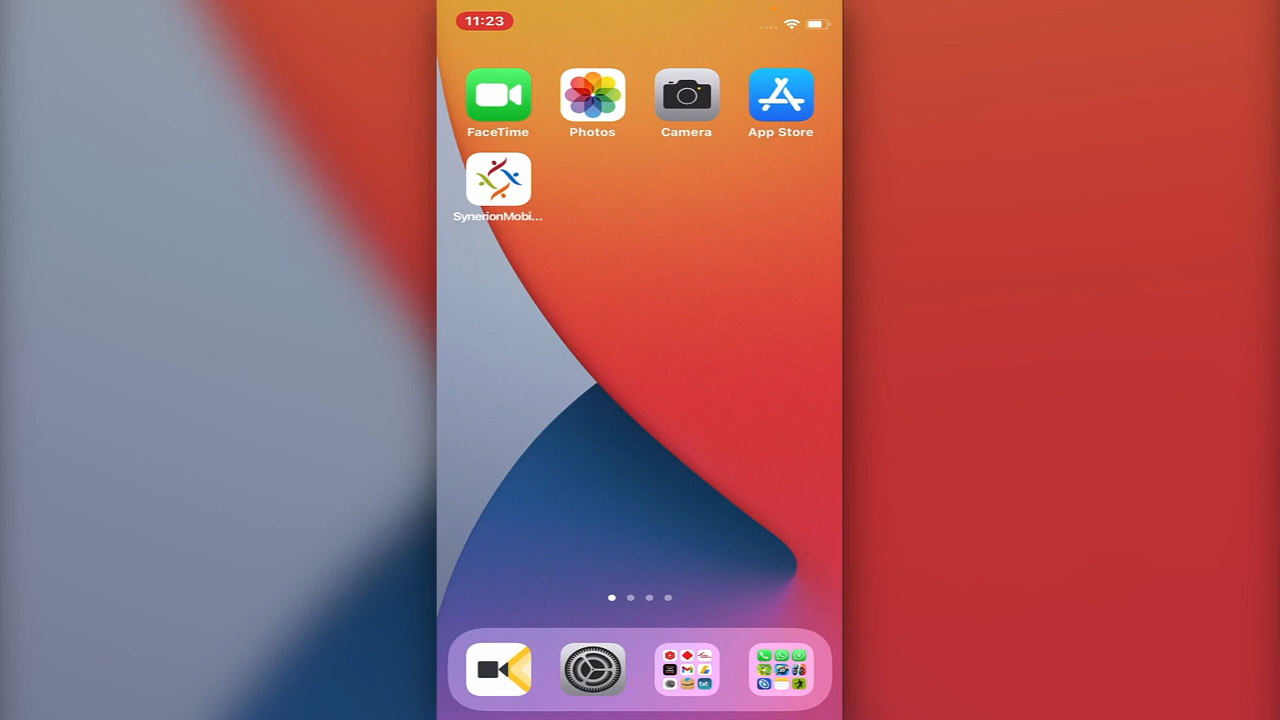 11:23
FaceTime
Photos
Camera
App Store
SynerionMobi...